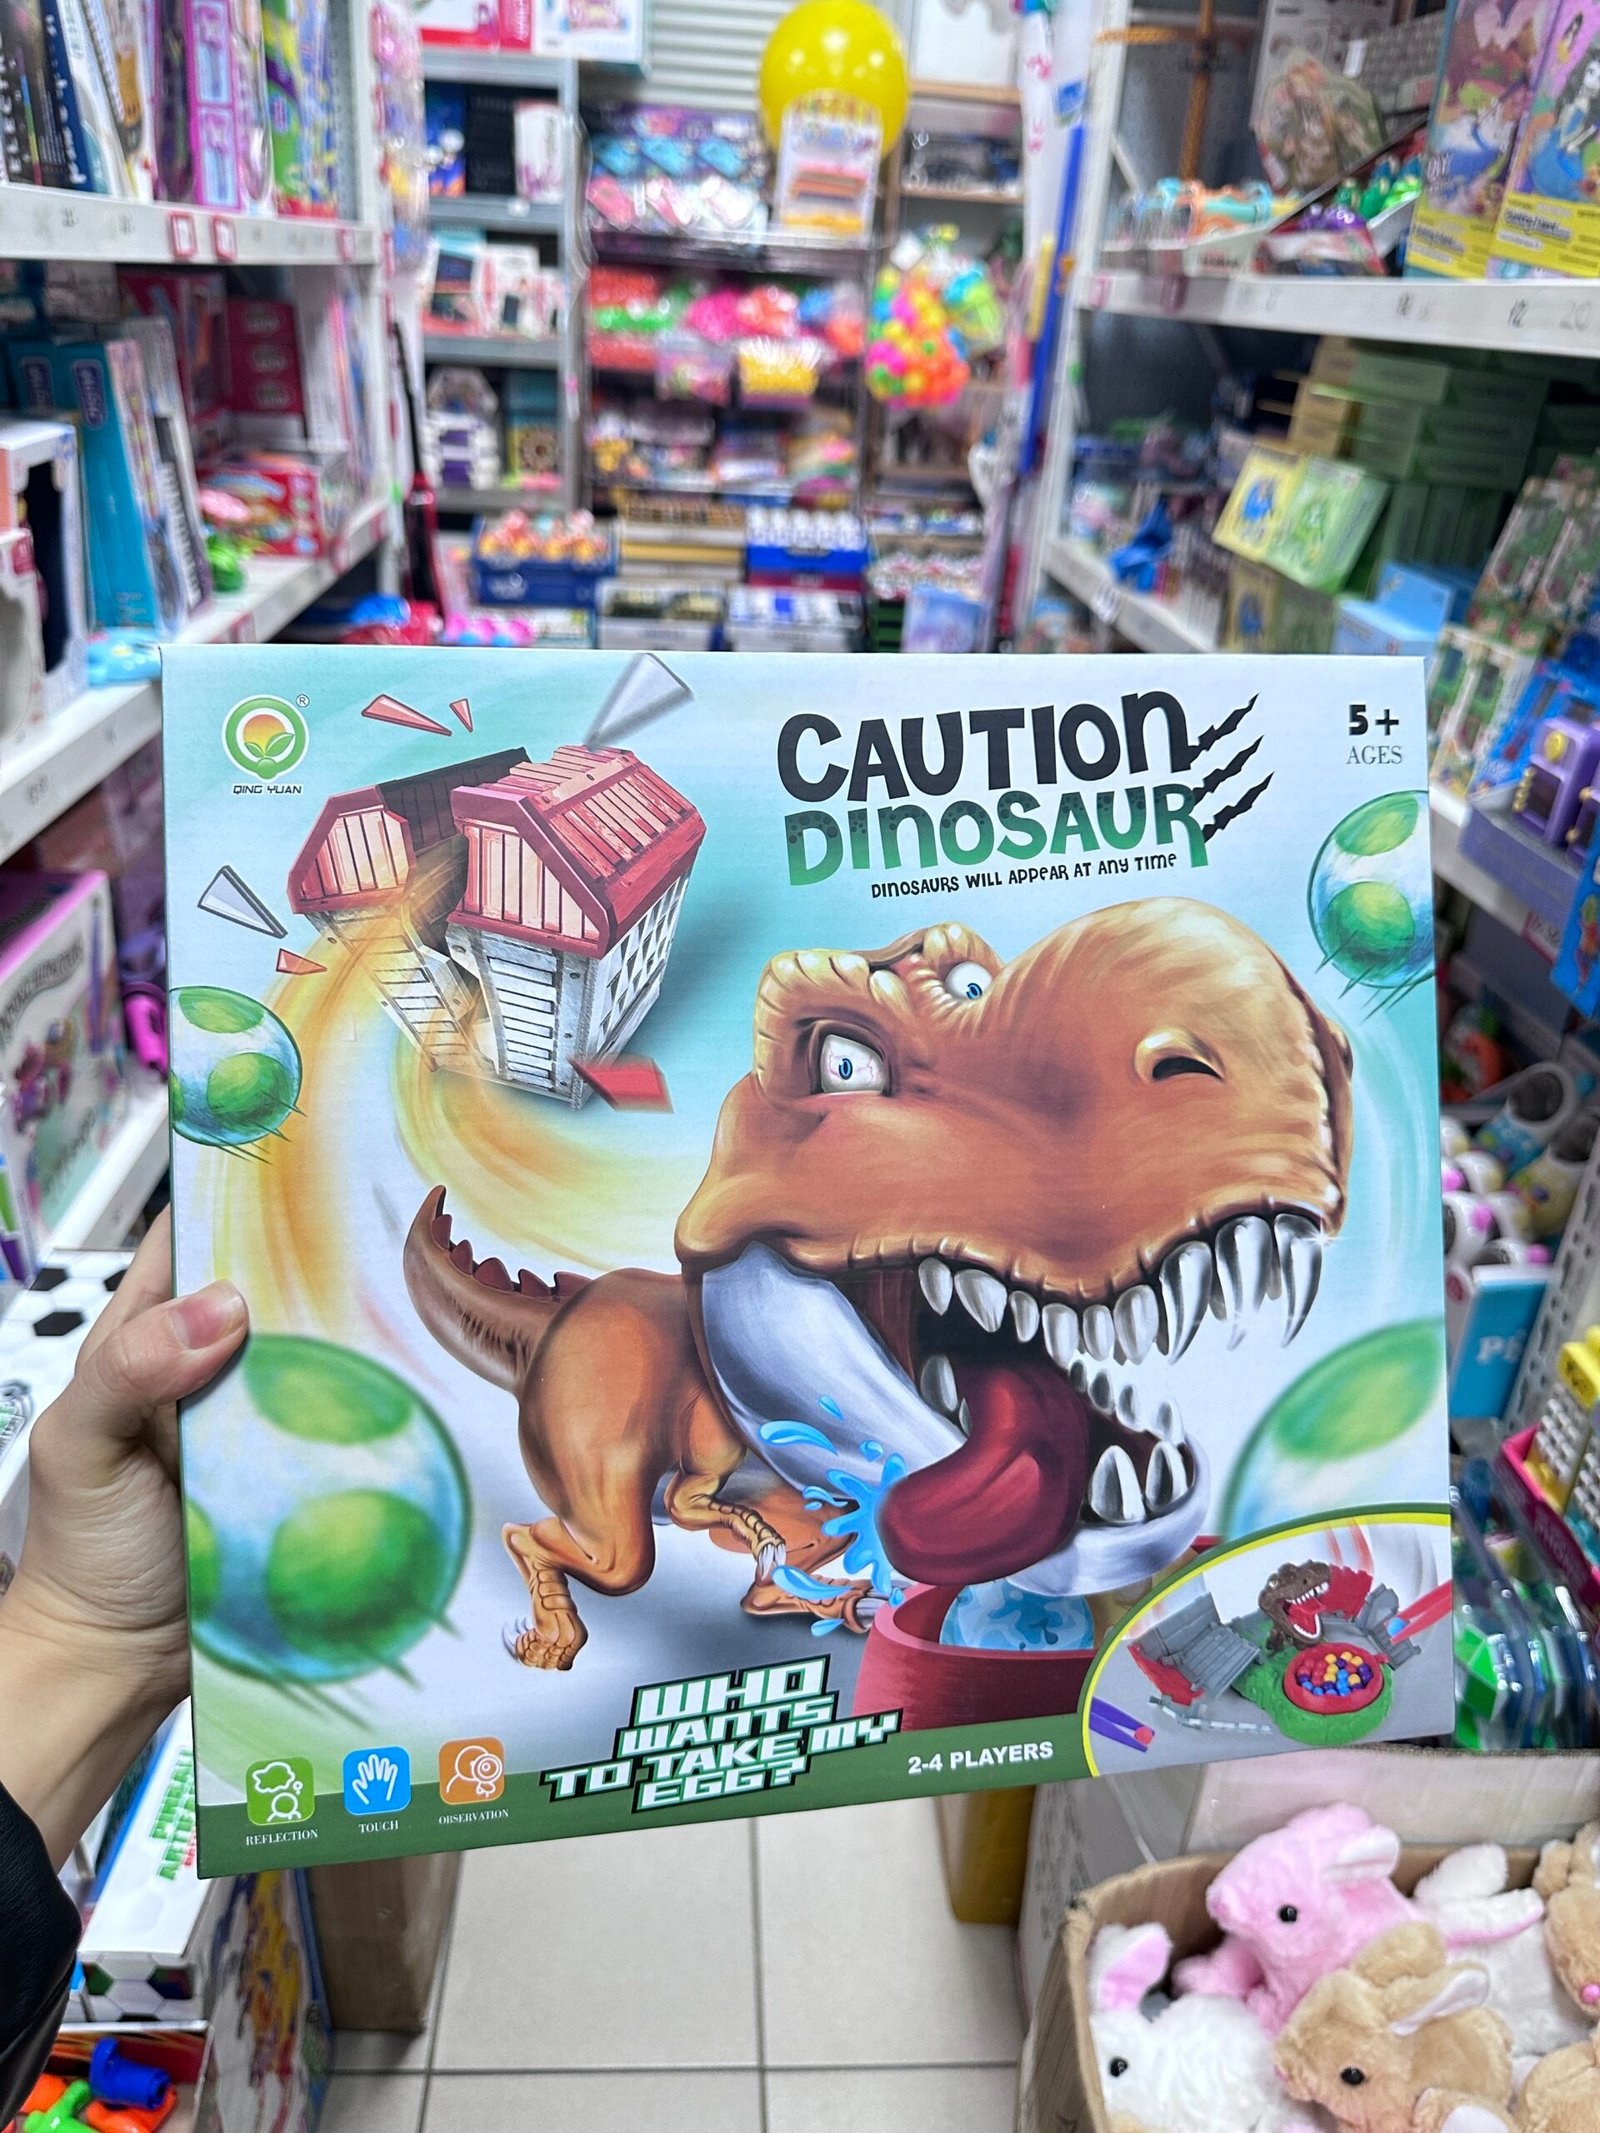 ®
QING YUAN
CAUTION
DINOSAUR
DINOSAURS WILL APPEAR AT ANY TIME
5+
AGES
WHO
WANTS
TO TAKE MY
EGG?
2-4 PLAYERS
REFLECTION
TOUCH
OBSERVATION